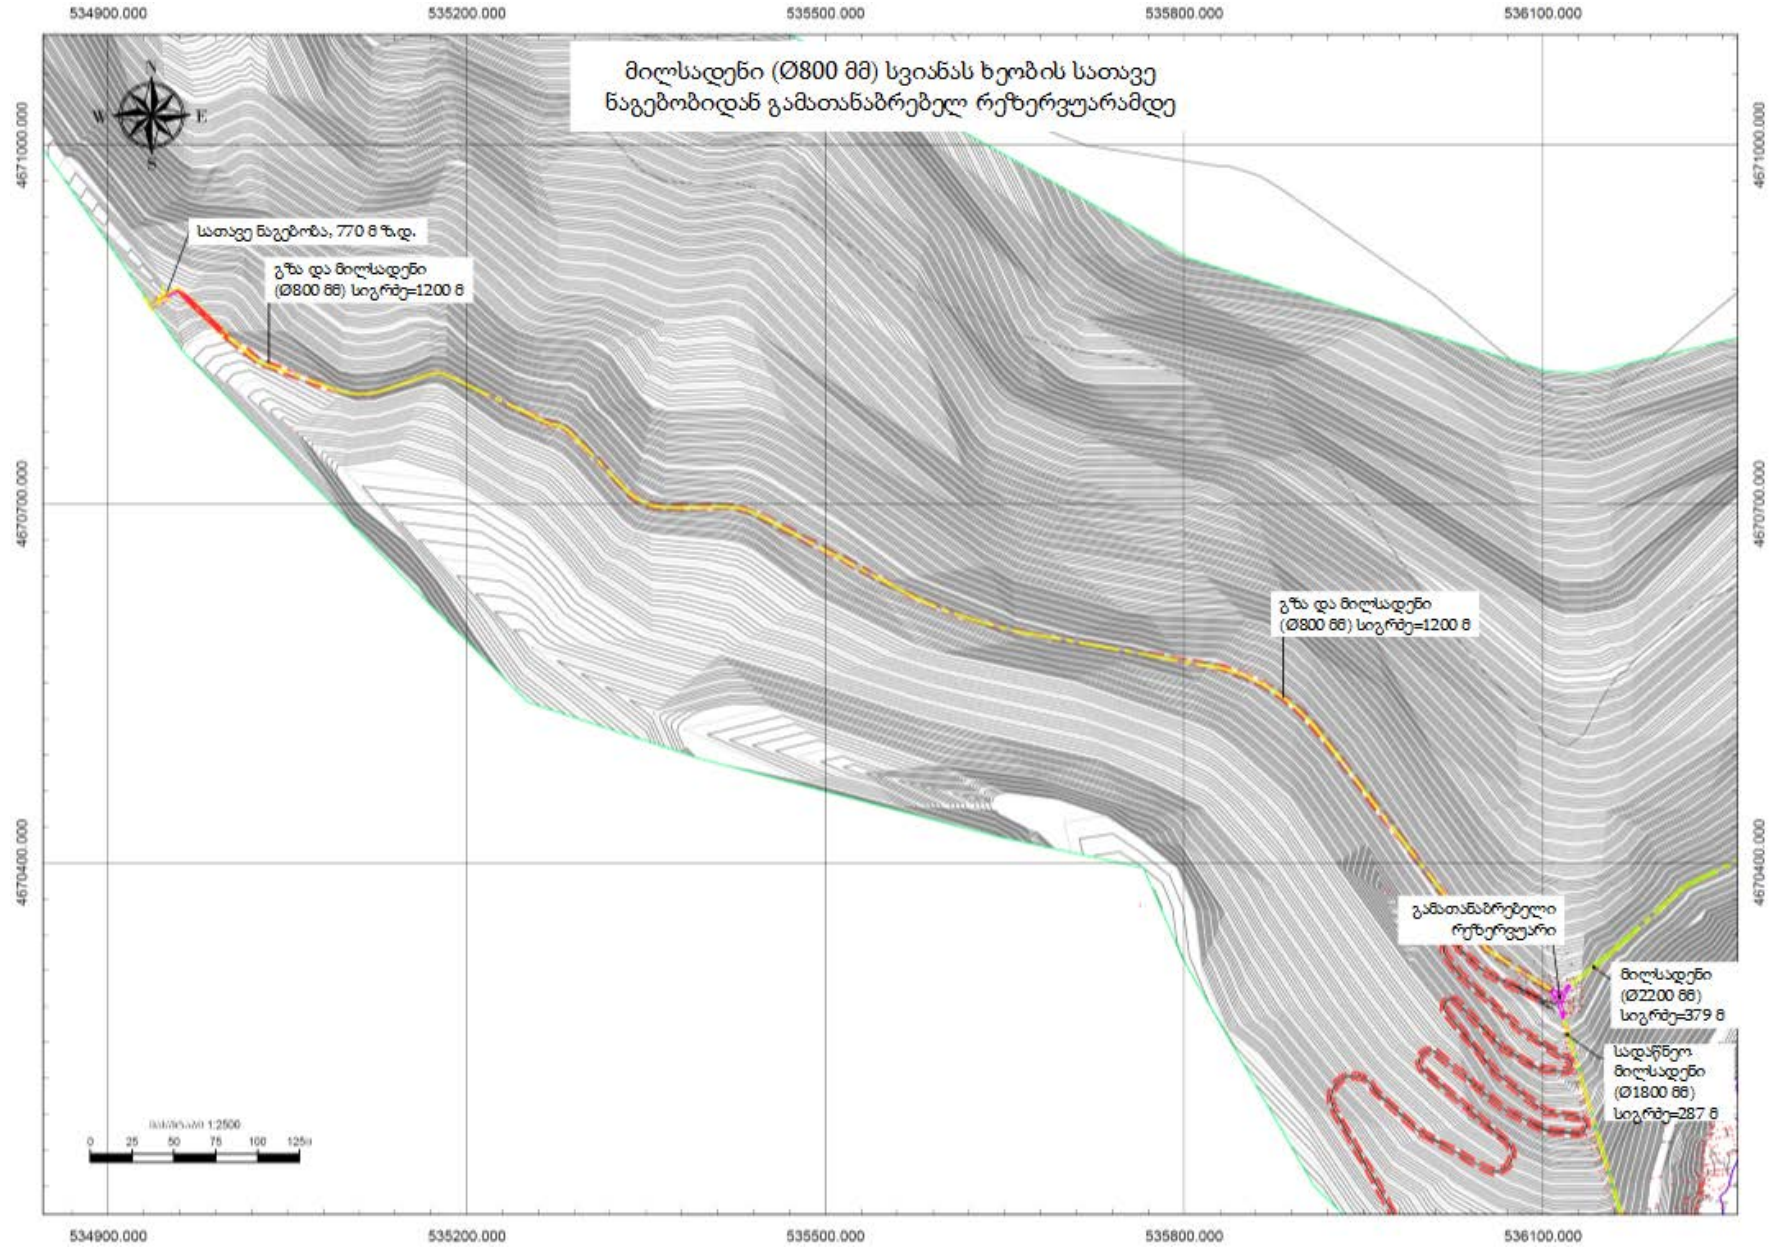 534900.000 535200.000 535500.000 535800.000 536100.000
მილსადენი (Ø800 მმ) სვიანას ხეობის სათავე
ნაგებობიდან გამათანაბრებელ რეზერვუარამდე
N
W E
S
4671000.000 4671000.000
სათავე ნაგებობა, 770 მ ზ.დ.
გზა და მილსადენი
(Ø800 მმ) სიგრძე=1200 მ
4670700.000 4670700.000
გზა და მილსადენი
(Ø800 მმ) სიგრძე=1200 მ
4670400.000 4670400.000
გამათანაბრებელი
რეზერვუარი
მილსადენი
(Ø2200 მმ)
სიგრძე=379 მ
სადაწნეო
მილსადენი
(Ø1800 მმ)
სიგრძე=287 მ
მასშტაბი 1:2500
0 25 50 75 100 125მ
534900.000 535200.000 535500.000 535800.000 536100.000